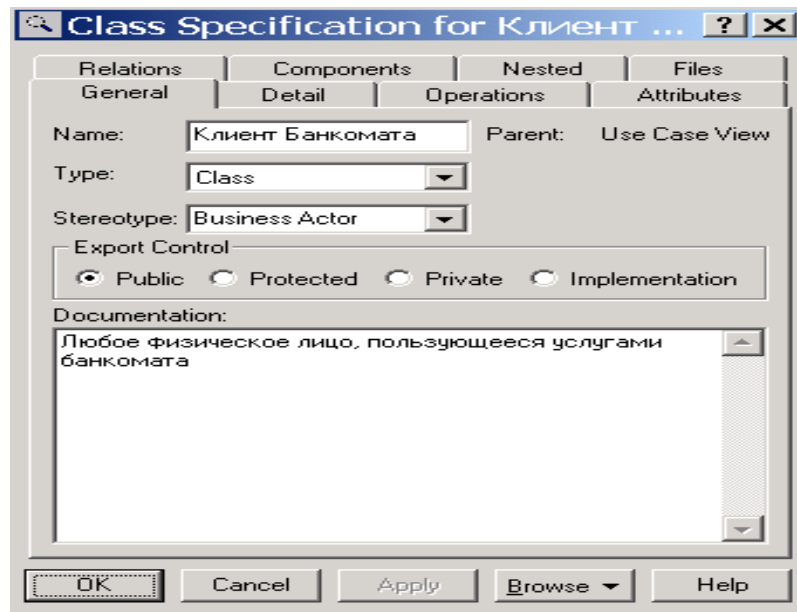 Class Specification for Клиент ...
Relations Components Nested Files
General Detail Operations Attributes
Name: Клиент Банкомата Parent: Use Case View
Type: Class
Stereotype: Business Actor
Export Control
Public Protected Private Implementation
Documentation:
Любое физическое лицо, пользующееся услугами
банкомата
OK Cancel Apply Browse Help